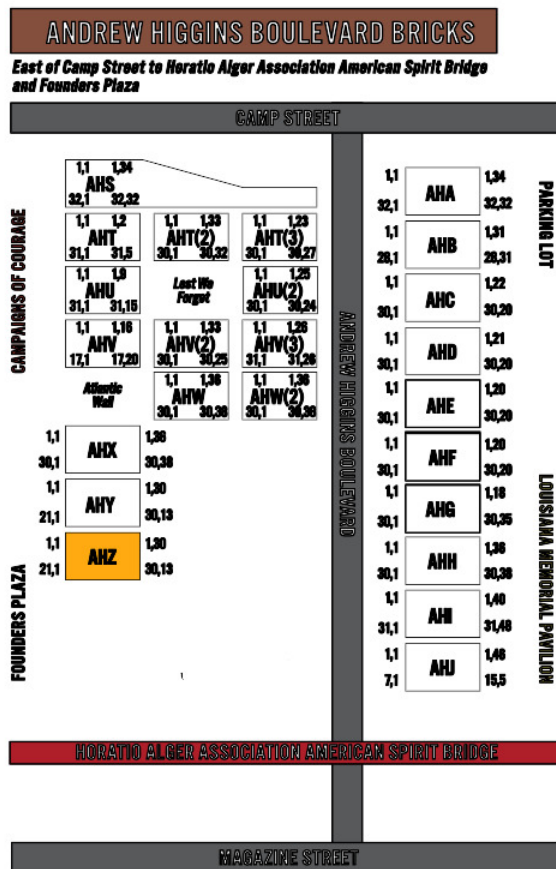 ANDREW HIGGINS BOULEVARD BRICKS
East of Camp Street to Horatio Alger Association American Spirit Bridge
and Founders Plaza
CAMP STREET
1,1 1,34
AHS
32,1 32,32
1,1 1,2
AHT
31,1 31,5
1,1 1,33
AHT(2)
30,1 30,32
1,1 1,23
AHT(3)
30,1 30,27
1,1 1,9
AHU
31,1 31,15
Lest We
Forget
1,1 1,25
AHU(2)
30,1 30,24
1,1 1,16
AHV
17,1 17,20
1,1 1,33
AHV(2)
30,1 30,25
1,1 1,26
AHV(3)
31,1 31,26
Atlantic
Wall
1,1 1,36
AHW
30,1 30,38
1,1 1,36
AHW(2)
30,1 30,38
1,1 1,36
AHX
30,1 30,38
1,1 1,30
AHY
21,1 30,13
1,1 1,30
AHZ
21,1 30,13
CAMPAIGNS OF COURAGE
FOUNDERS PLAZA
ANDREW HIGGINS BOULEVARD
1,1 1,34
AHA
32,1 32,32
1,1 1,31
AHB
28,1 28,31
1,1 1,22
AHC
30,1 30,20
1,1 1,21
AHD
30,1 30,20
1,1 1,20
AHE
30,1 30,20
1,1 1,20
AHF
30,1 30,20
1,1 1,18
AHG
30,1 30,35
1,1 1,36
AHH
30,1 30,38
1,1 1,40
AHI
31,1 31,48
1,1 1,46
AHJ
7,1 15,5
PARKING LOT
LOUISIANA MEMORIAL PAVILION
HORATIO ALGER ASSOCIATION AMERICAN SPIRIT BRIDGE
MAGAZINE STREET